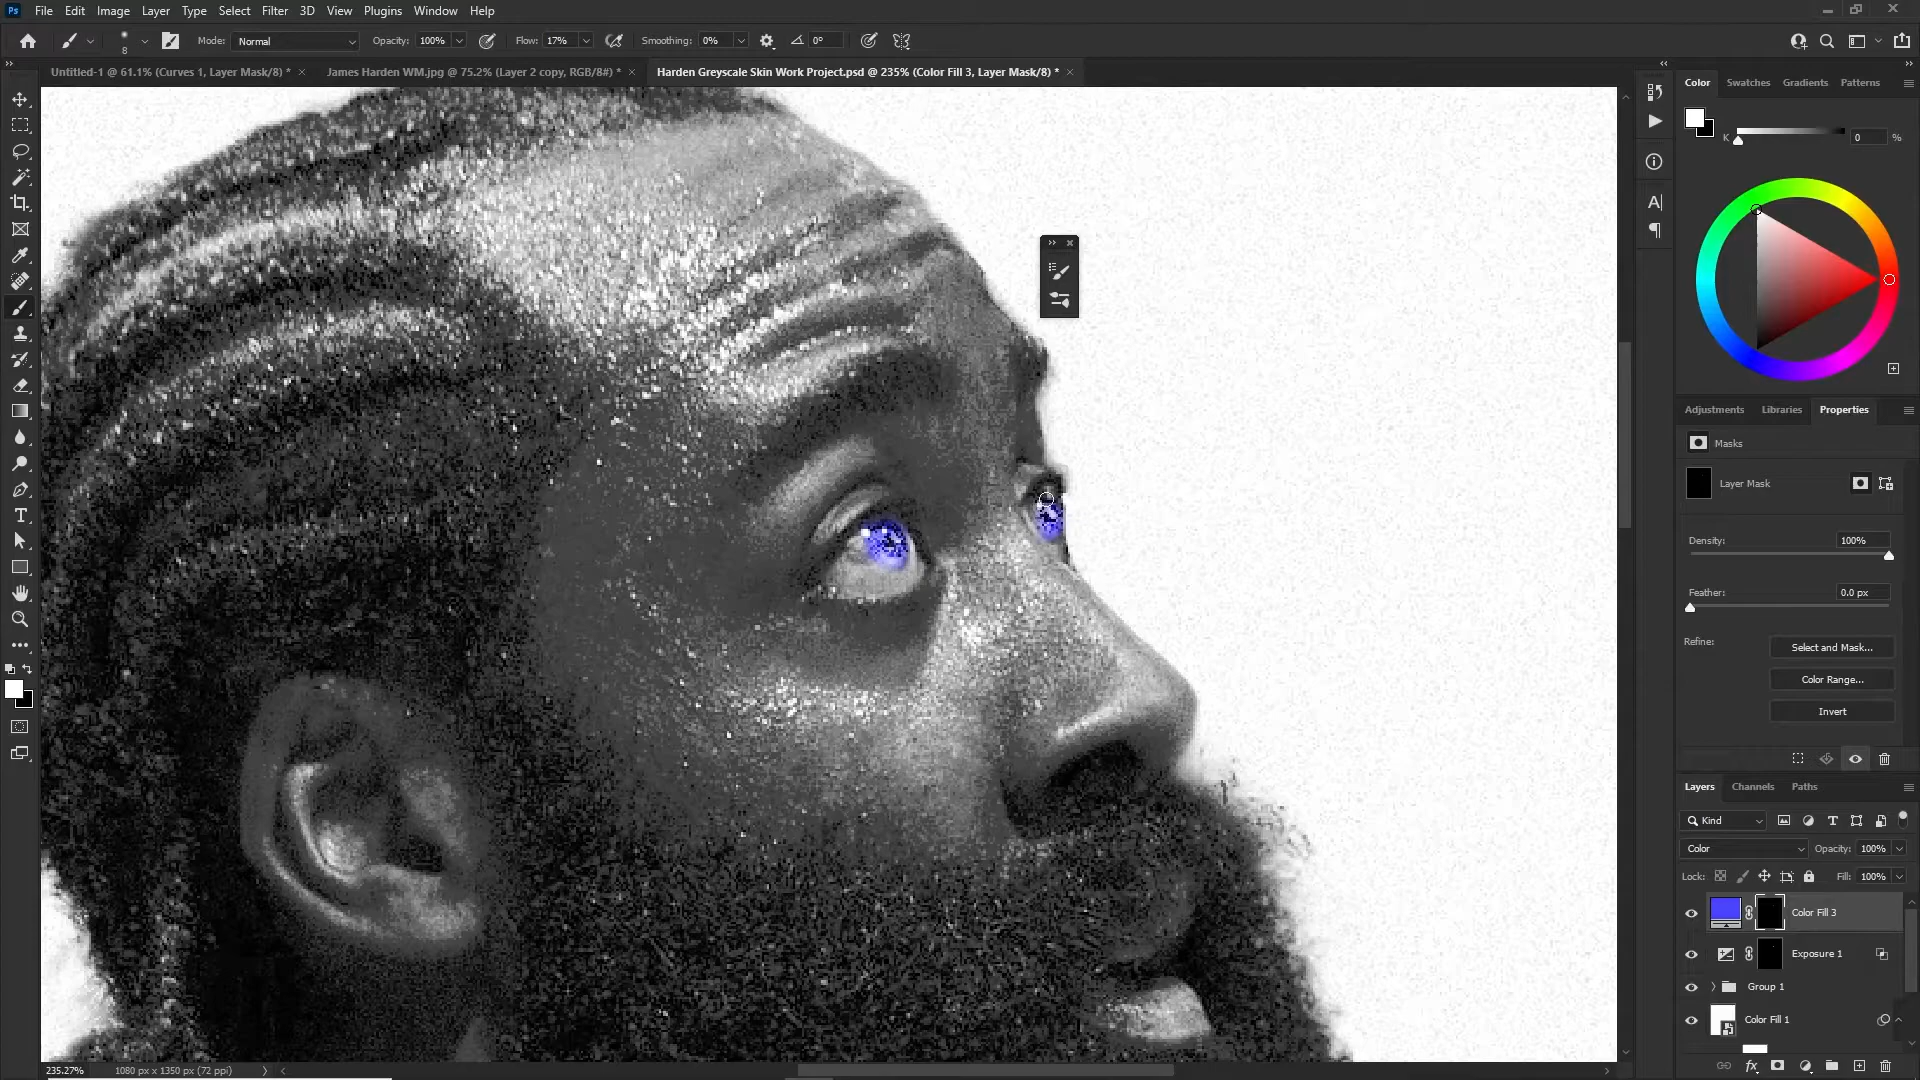 Ps File Edit Image Layer Type Select Filter 3D View Plugins Window Help
8 Mode: Normal Opacity: 100% Flow: 17% Smoothing: 0% 0°
Untitled-1 @ 61.1% (Curves 1, Layer Mask/8) * × James Harden WM.jpg @ 75.2% (Layer 2 copy, RGB/8#) * × Harden Greyscale Skin Work Project.psd @ 235% (Color Fill 3, Layer Mask/8) * ×
Color Swatches Gradients Patterns
K 0 %
Adjustments Libraries Properties
Masks
Layer Mask
Density: 100%
Feather: 0.0 px
Refine: Select and Mask...
Color Range...
Invert
Layers Channels Paths
Kind
Color Opacity: 100%
Lock: Fill: 100%
Color Fill 3
Exposure 1
Group 1
Color Fill 1
235.27% 1080 px x 1350 px (72 ppi)